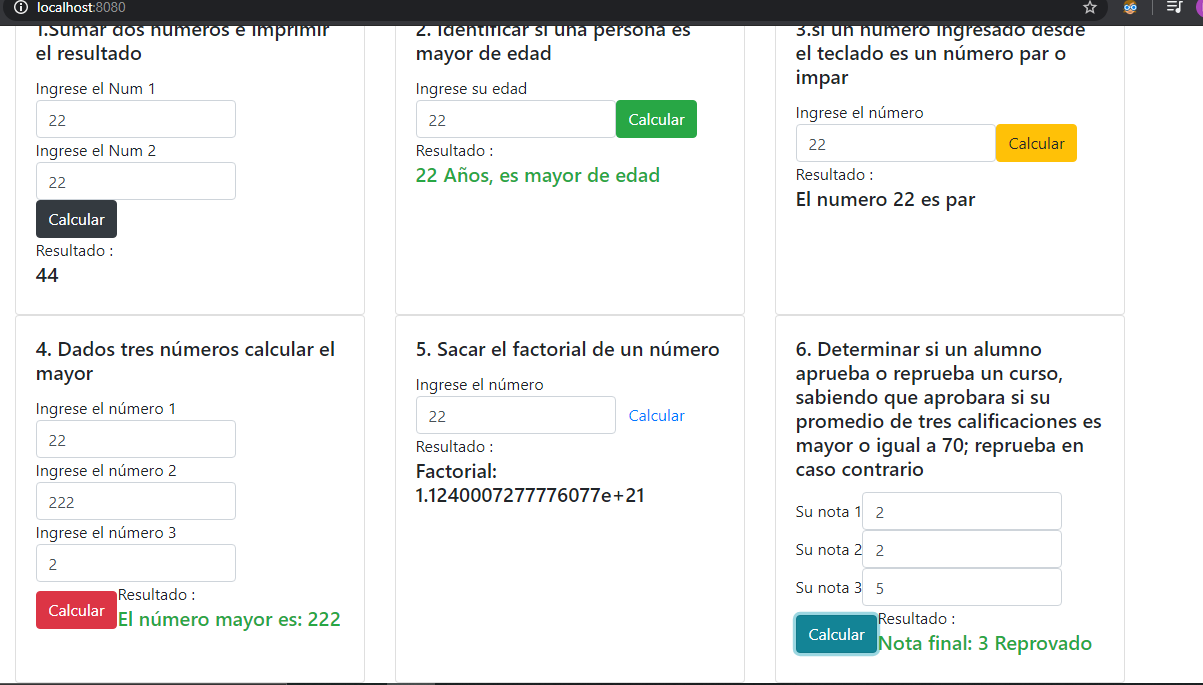 localhost:8080
1.Sumar dos números e imprimir
el resultado
Ingrese el Num 1
22
Ingrese el Num 2
22
Calcular
Resultado :
44
2. Identificar si una persona es
mayor de edad
Ingrese su edad
22
Calcular
Resultado :
22 Años, es mayor de edad
3.si un número ingresado desde
el teclado es un número par o
impar
Ingrese el número
22
Calcular
Resultado :
El numero 22 es par
4. Dados tres números calcular el
mayor
Ingrese el número 1
22
Ingrese el número 2
222
Ingrese el número 3
2
Calcular
Resultado :
El número mayor es: 222
5. Sacar el factorial de un número
Ingrese el número
22
Calcular
Resultado :
Factorial:
1.1240007277776077e+21
6. Determinar si un alumno
aprueba o reprueba un curso,
sabiendo que aprobara si su
promedio de tres calificaciones es
mayor o igual a 70; reprueba en
caso contrario
Su nota 1
2
Su nota 2
2
Su nota 3
5
Calcular
Resultado :
Nota final: 3 Reprovado